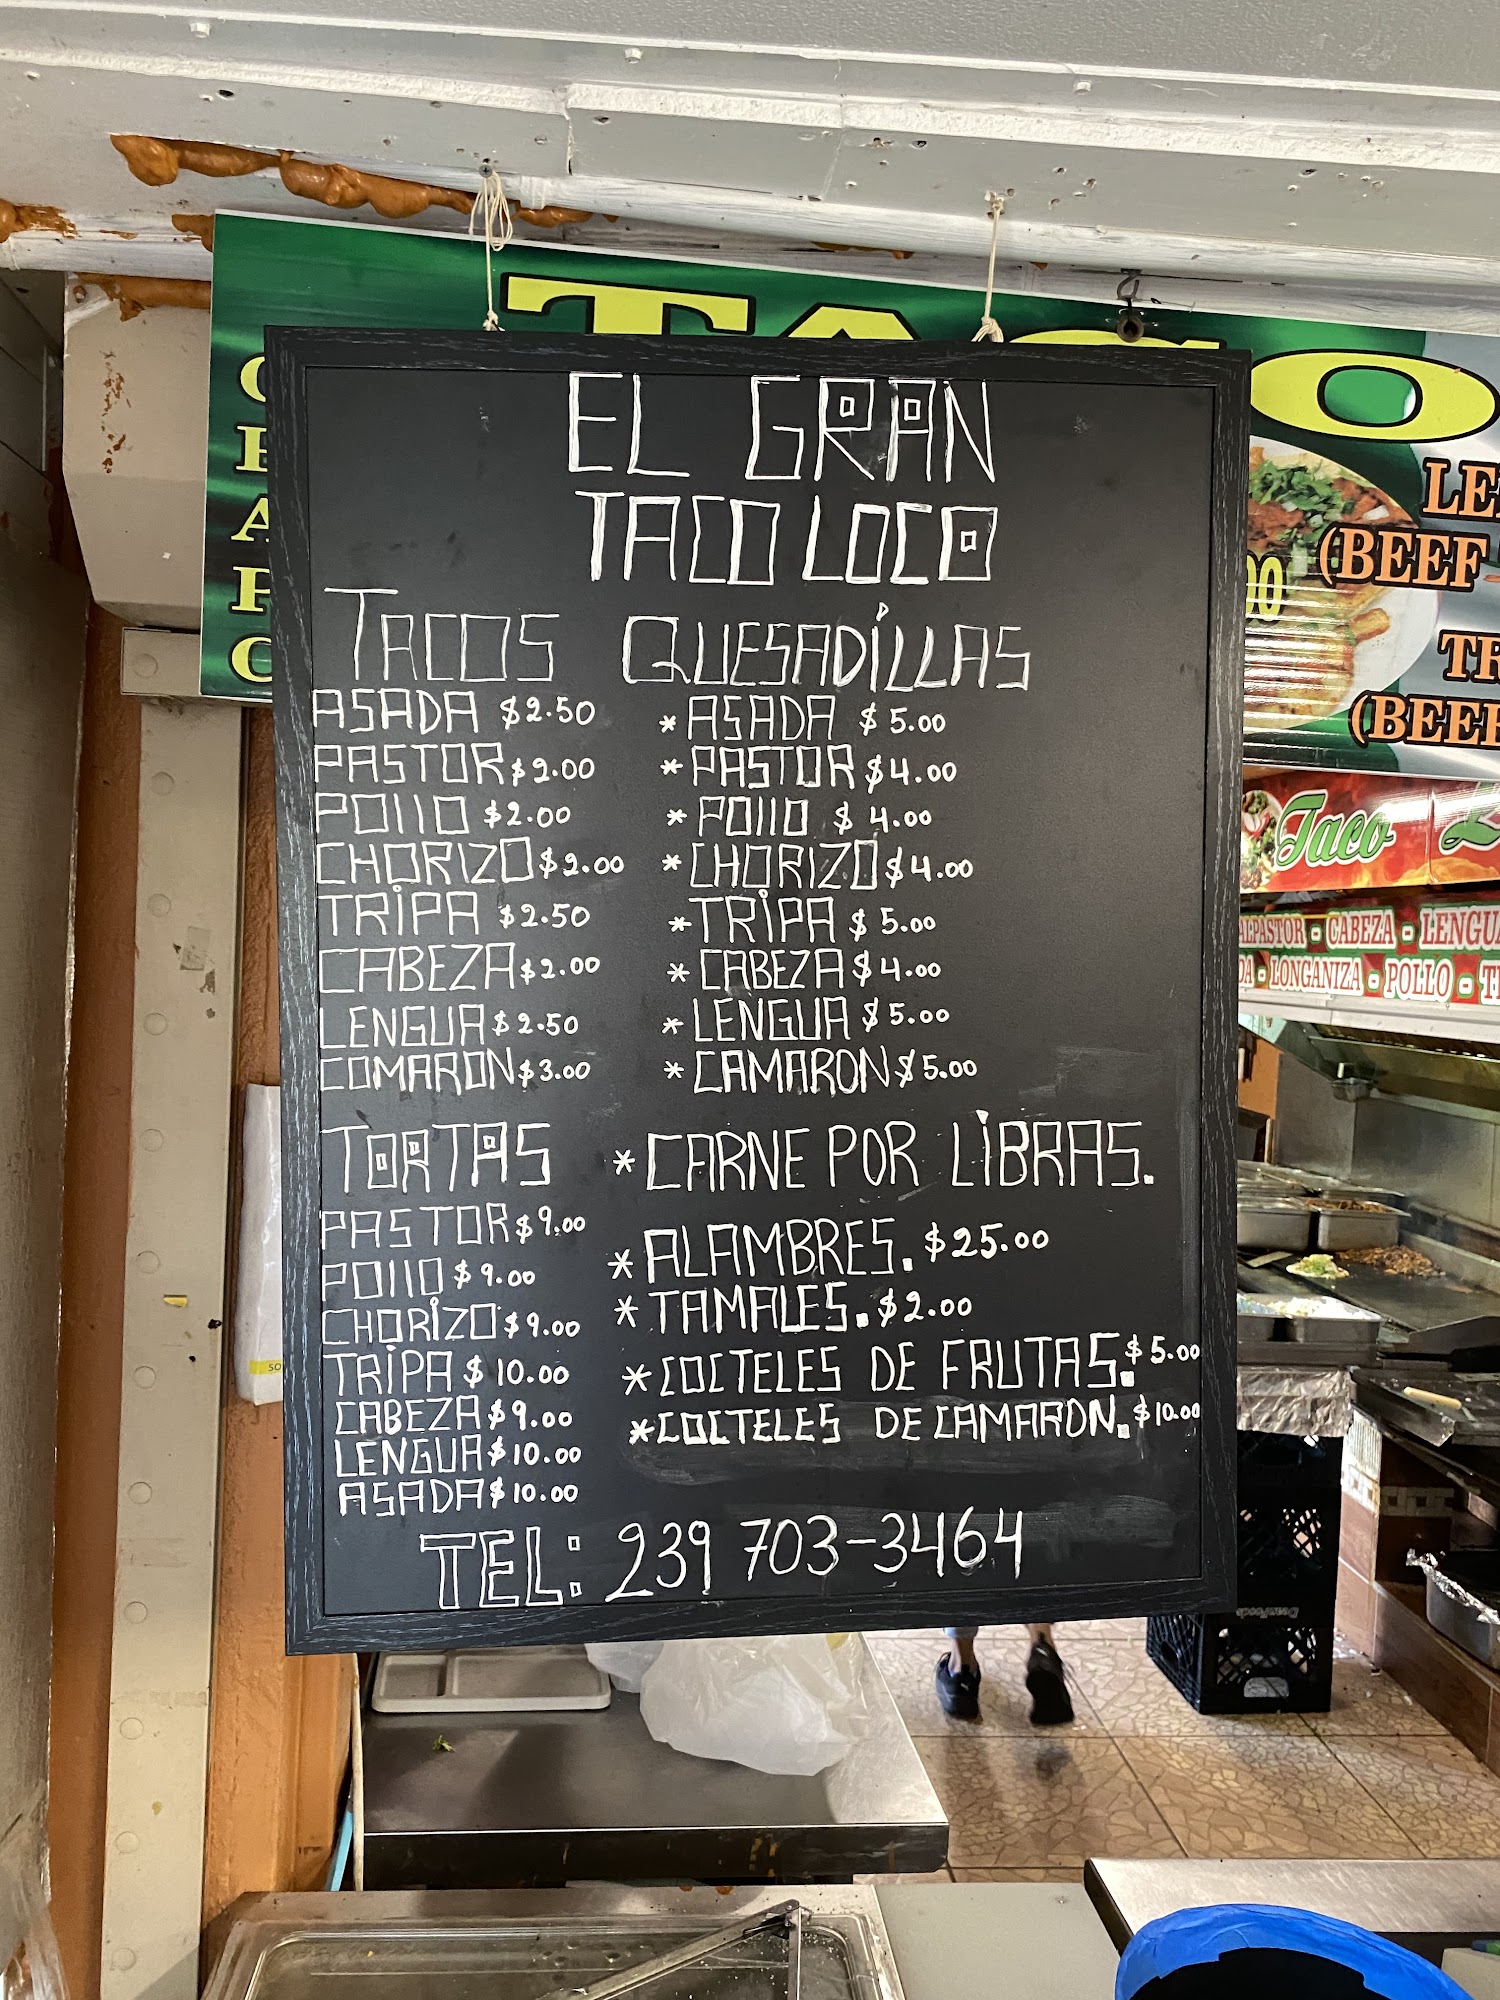 EL GRAN
TACO LOCO
TACOS
ASADA $2.50
PASTOR $2.00
POllO $2.00
CHORIZO $2.00
TRIPA $2.50
CABEZA $2.00
LENGUA $2.50
COMARON $3.00
QUESADILLAS
* ASADA $5.00
* PASTOR $4.00
* POllO $4.00
* CHORIZO $4.00
* TRIPA $5.00
* CABEZA $4.00
* LENGUA $5.00
* CAMARON $5.00
TORTAS
PASTOR $9.00
POllO $9.00
CHORIZO $9.00
TRIPA $10.00
CABEZA $9.00
LENGUA $10.00
ASADA $10.00
* CARNE POR LIBRAS.
* ALAMBRES. $25.00
* TAMALES. $2.00
* COCTELES DE FRUTAS. $5.00
* COCTELES DE CAMARON. $10.00
TEL: 239 703-3464
TACO
(BEEF
Taco
ALPASTOR - CABEZA - LENGUA
LONGANIZA - POLLO